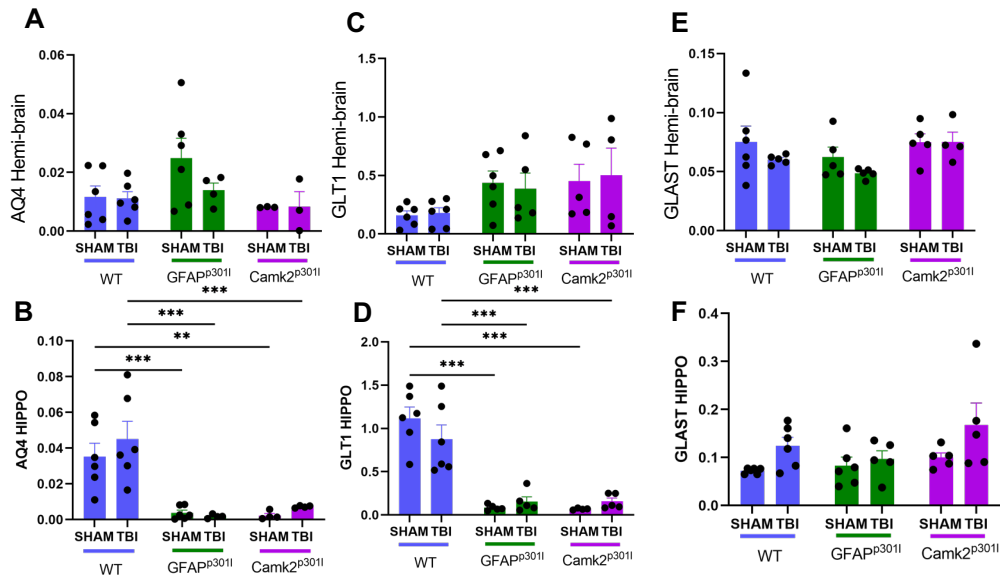 A
AQ4 Hemi-brain
0.06
0.04
0.02
0.00
SHAM TBI SHAM TBI SHAM TBI
WT GFAPp301l Camk2p301l
C
GLT1 Hemi-brain
1.5
1.0
0.5
0.0
SHAM TBI SHAM TBI SHAM TBI
WT GFAPp301l Camk2p301l
E
GLAST Hemi-brain
0.15
0.10
0.05
0.00
SHAM TBI SHAM TBI SHAM TBI
WT GFAPp301l Camk2p301l
B
AQ4 HIPPO
***
***
**
***
0.10
0.08
0.06
0.04
0.02
0.00
SHAM TBI SHAM TBI SHAM TBI
WT GFAPp301l Camk2p301l
D
GLT1 HIPPO
***
***
***
***
2.0
1.5
1.0
0.5
0.0
SHAM TBI SHAM TBI SHAM TBI
WT GFAPp301l Camk2p301l
F
GLAST HIPPO
0.4
0.3
0.2
0.1
0.0
SHAM TBI SHAM TBI SHAM TBI
WT GFAPp301l Camk2p301l